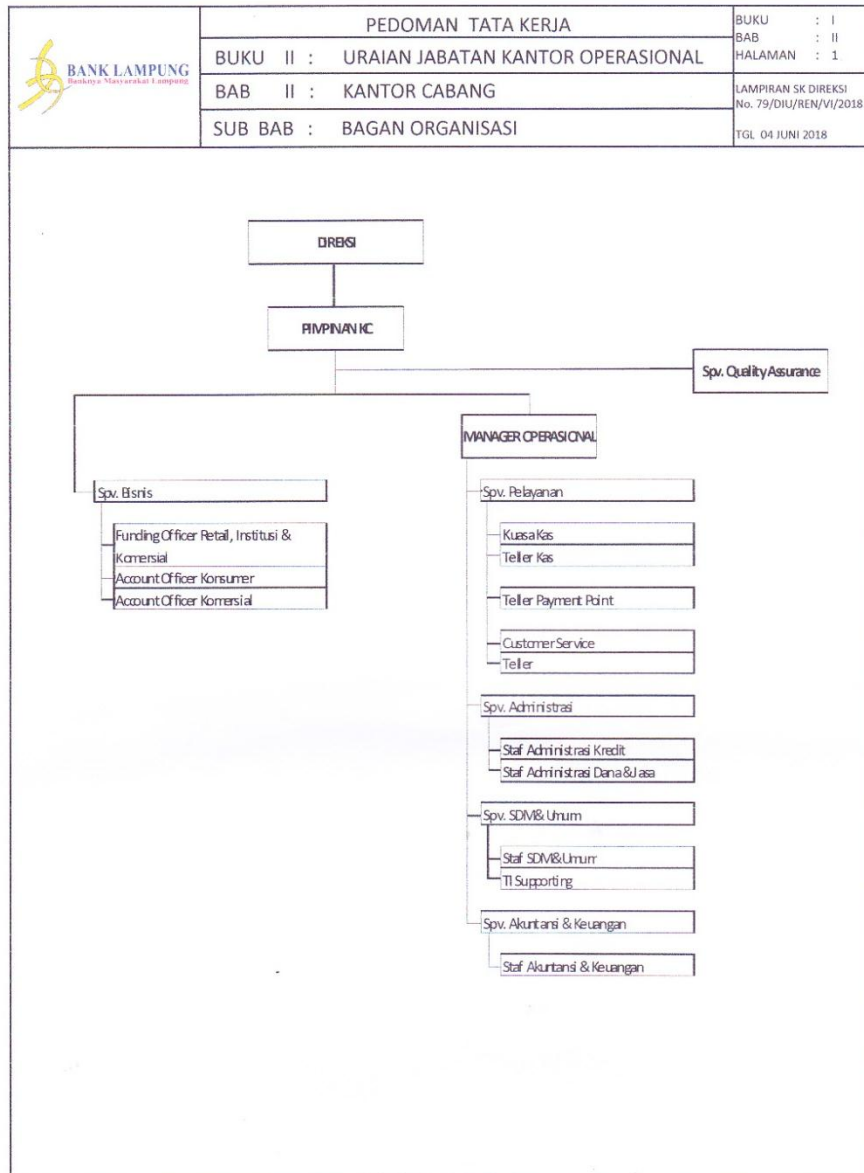 BANK LAMPUNG
Banknya Masyarakat Lampung
PEDOMAN TATA KERJA
BUKU II : URAIAN JABATAN KANTOR OPERASIONAL
BAB II : KANTOR CABANG
SUB BAB : BAGAN ORGANISASI
BUKU : I
BAB : II
HALAMAN : 1
LAMPIRAN SK DIREKSI
No. 79/DIU/REN/VI/2018
TGL 04 JUNI 2018
DIREKSI
PIMPINAN KC
Spv. Quality Assurance
MANAGER OPERASIONAL
Spv. Bisnis
Funding Officer Retail, Institusi &
Komersial
Account Officer Konsumer
Account Officer Komersial
Spv. Pelayanan
Kuasa Kas
Teller Kas
Teller Payment Point
Customer Service
Teller
Spv. Administrasi
Staf Administrasi Kredit
Staf Administrasi Dana & Jasa
Spv. SDM & Umum
Staf SDM & Umum
TI Supporting
Spv. Akuntansi & Keuangan
Staf Akuntansi & Keuangan